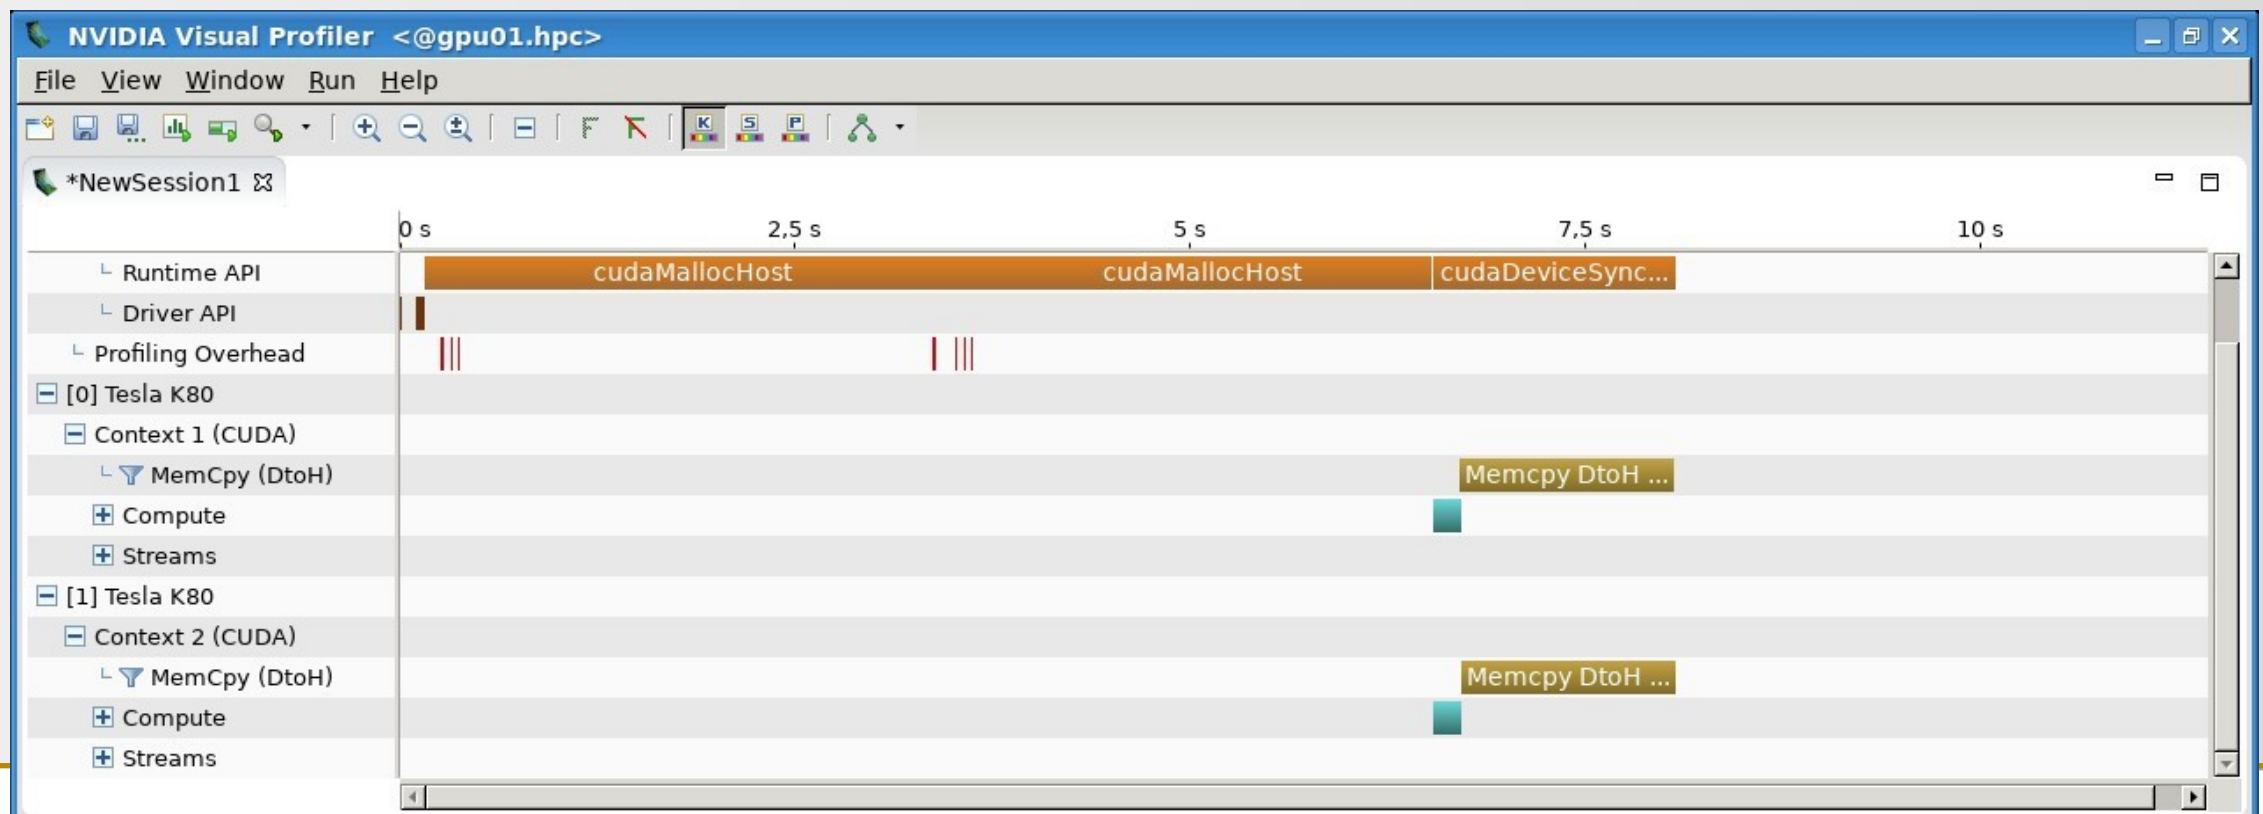 NVIDIA Visual Profiler <@gpu01.hpc>
File View Window Run Help
K S P
*NewSession1
0 s 2,5 s 5 s 7,5 s 10 s
Runtime API cudaMallocHost cudaMallocHost cudaDeviceSync...
Driver API
Profiling Overhead
[0] Tesla K80
Context 1 (CUDA)
MemCpy (DtoH) Memcpy DtoH ...
Compute
Streams
[1] Tesla K80
Context 2 (CUDA)
MemCpy (DtoH) Memcpy DtoH ...
Compute
Streams